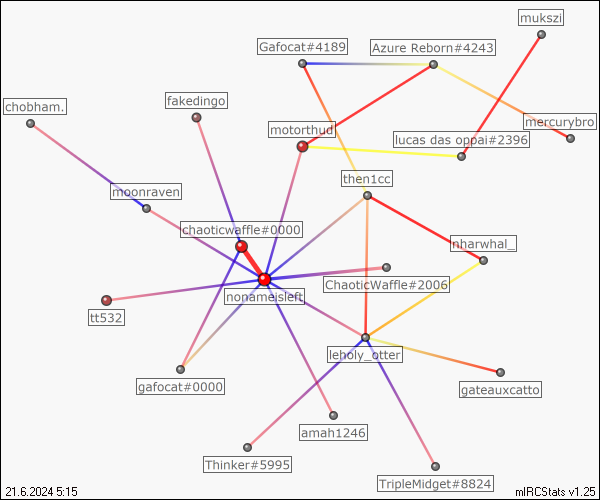 mukszi
Gafocat#4189
Azure Reborn#4243
fakedingo
chobham.
mercurybro
motorthud
lucas das oppai#2396
then1cc
moonraven
chaoticwaffle#0000
nharwhal_
ChaoticWaffle#2006
nonameisleft
tt532
leholy_otter
gafocat#0000
gateauxcatto
amah1246
Thinker#5995
TripleMidget#8824
21.6.2024 5:15
mIRCStats v1.25